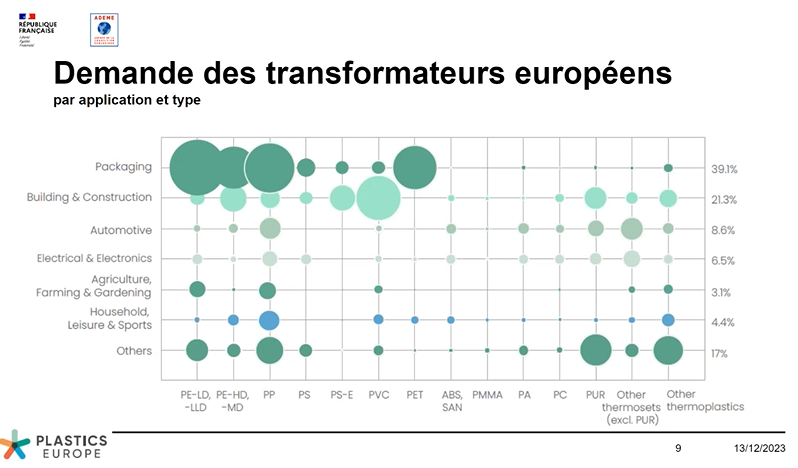 RÉPUBLIQUE
FRANÇAISE
Liberté
Égalité
Fraternité
ADEME
Demande des transformateurs européens
par application et type
Packaging
39.1%
Building & Construction
21.3%
Automotive
8.6%
Electrical & Electronics
6.5%
Agriculture,
Farming & Gardening
3.1%
Household,
Leisure & Sports
4.4%
Others
17%
PE-LD,
-LLD
PE-HD,
-MD
PP
PS
PS-E
PVC
PET
ABS,
SAN
PMMA
PA
PC
PUR
Other
thermosets
(excl. PUR)
Other
thermoplastics
PLASTICS
EUROPE
9
13/12/2023